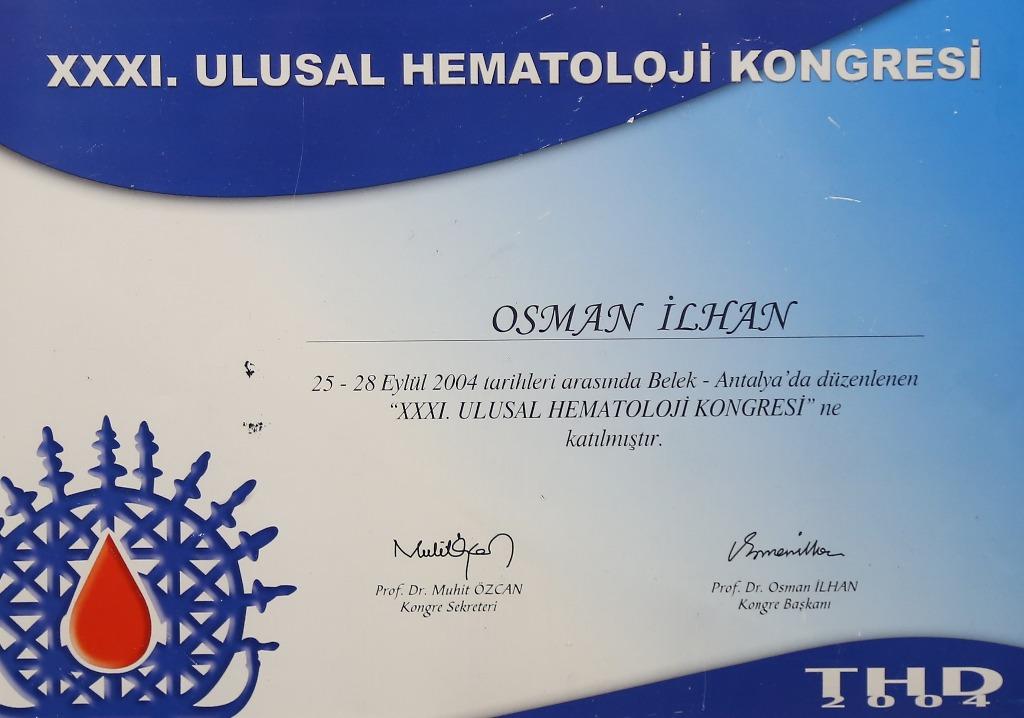 XXXI. ULUSAL HEMATOLOJİ KONGRESİ
OSMAN İLHAN
25 - 28 Eylül 2004 tarihleri arasında Belek - Antalya'da düzenlenen
“XXXI. ULUSAL HEMATOLOJİ KONGRESİ” ne
katılmıştır.
Prof. Dr. Muhit ÖZCAN
Kongre Sekreteri
Prof. Dr. Osman İLHAN
Kongre Başkanı
THD
2004